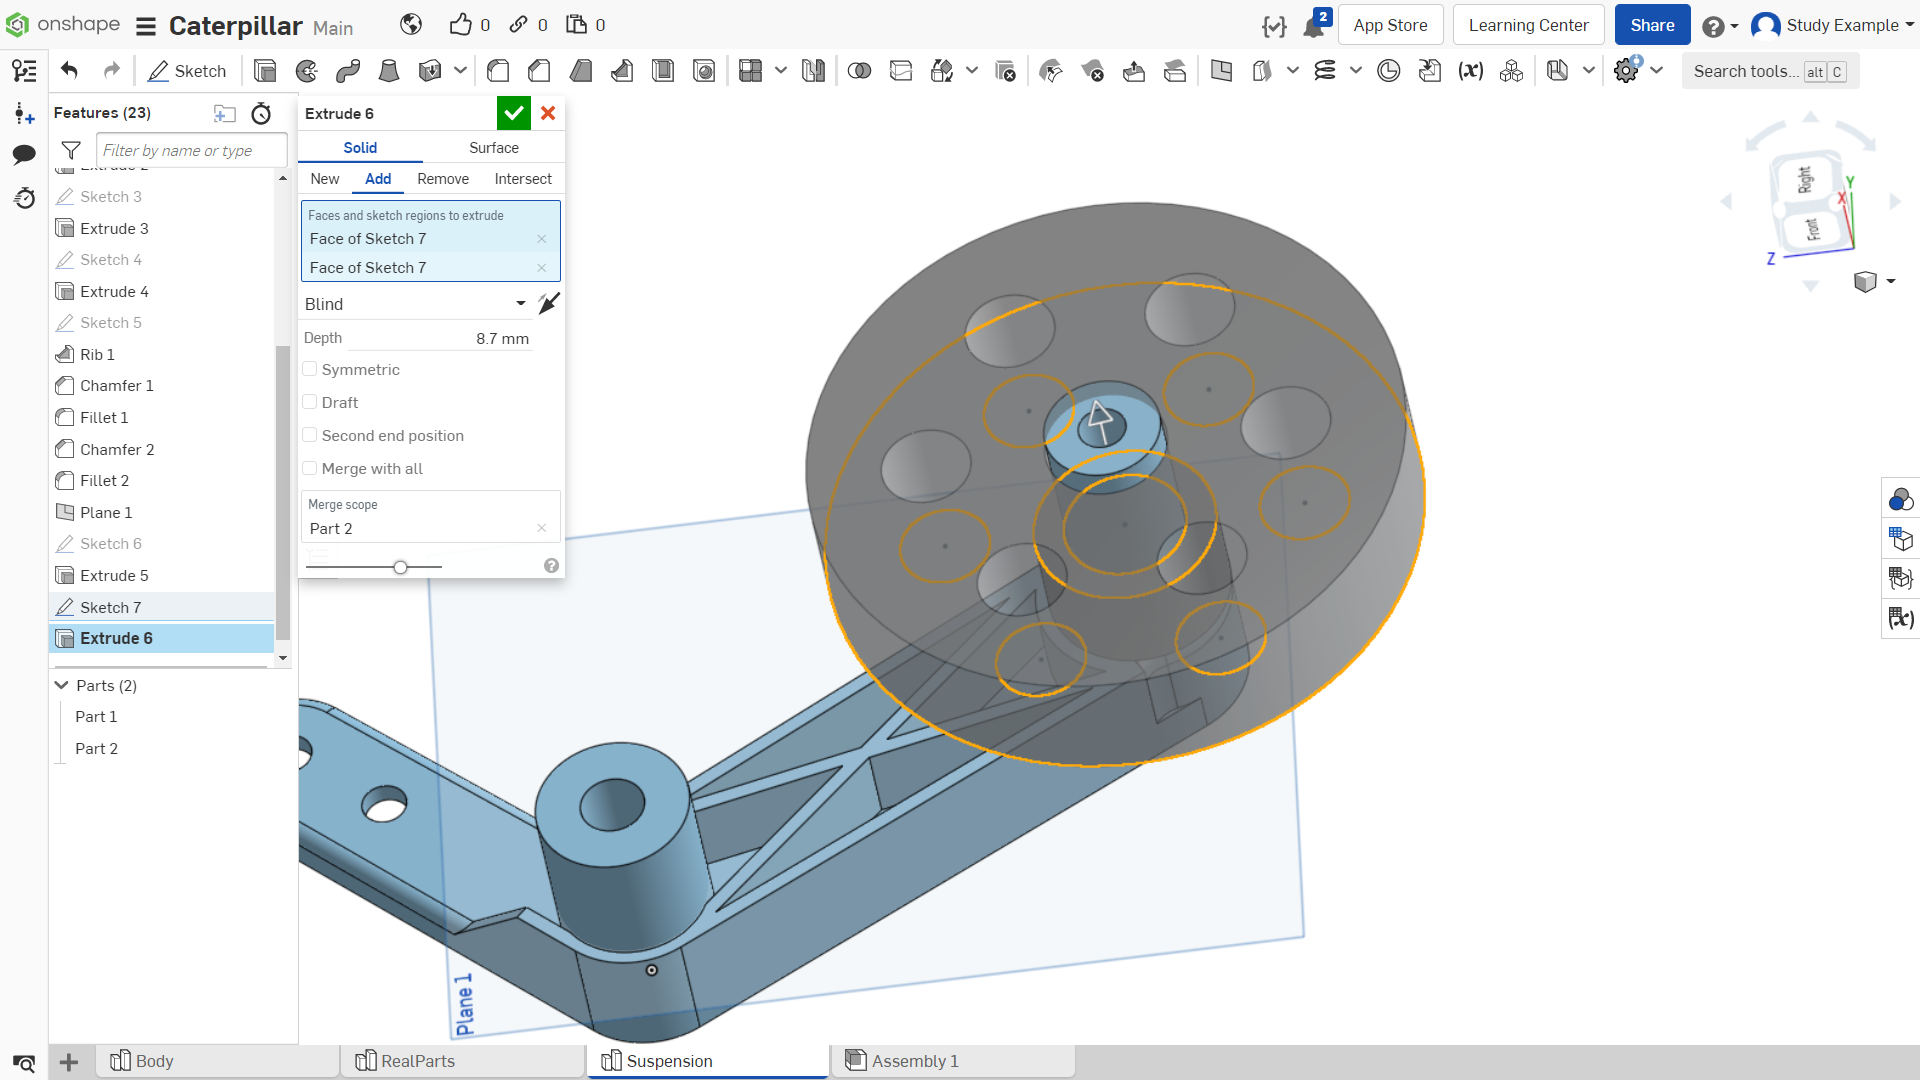 onshape Caterpillar Main 0 0 0 2 App Store Learning Center Share Study Example
Sketch Search tools... alt C
Features (23)
Filter by name or type
Extrude 2
Sketch 3
Extrude 3
Sketch 4
Extrude 4
Sketch 5
Rib 1
Chamfer 1
Fillet 1
Chamfer 2
Fillet 2
Plane 1
Sketch 6
Extrude 5
Sketch 7
Extrude 6
Parts (2)
Part 1
Part 2
Extrude 6
Solid Surface
New Add Remove Intersect
Faces and sketch regions to extrude
Face of Sketch 7
Face of Sketch 7
Blind
Depth 8.7 mm
Symmetric
Draft
Second end position
Merge with all
Merge scope
Part 2
Plane 1
Right
Front
X
Y
Z
Body RealParts Suspension Assembly 1